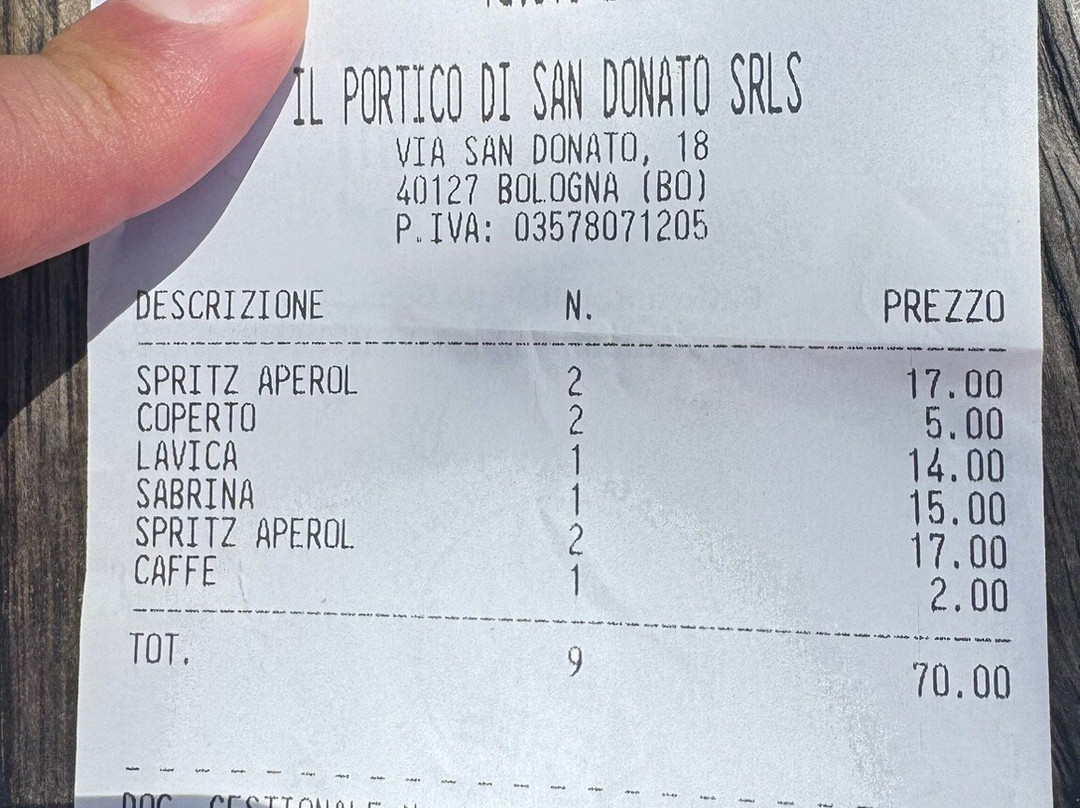 IL PORTICO DI SAN DONATO SRLS
VIA SAN DONATO, 18
40127 BOLOGNA (BO)
P.IVA: 03578071205
DESCRIZIONE N. PREZZO
SPRITZ APEROL 2 17.00
COPERTO 2 5.00
LAVICA 1 14.00
SABRINA 1 15.00
SPRITZ APEROL 2 17.00
CAFFE 1 2.00
TOT. 9 70.00
DOC. GESTIONALE